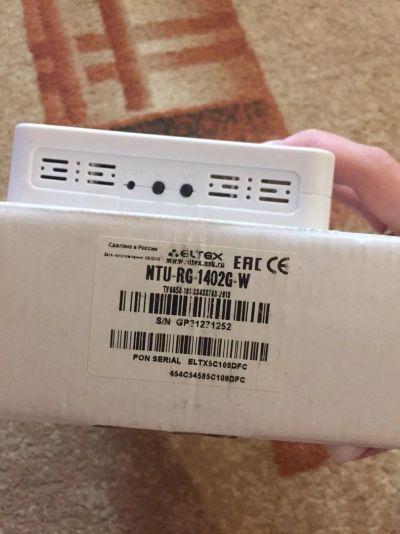 Сделано в России
ELTEX
EAC CE
www.eltex.nsk.ru
NTU-RG-1402G-W
S/N GP21271252
PON SERIAL ELTX5C108DFC
454C54585C108DFC